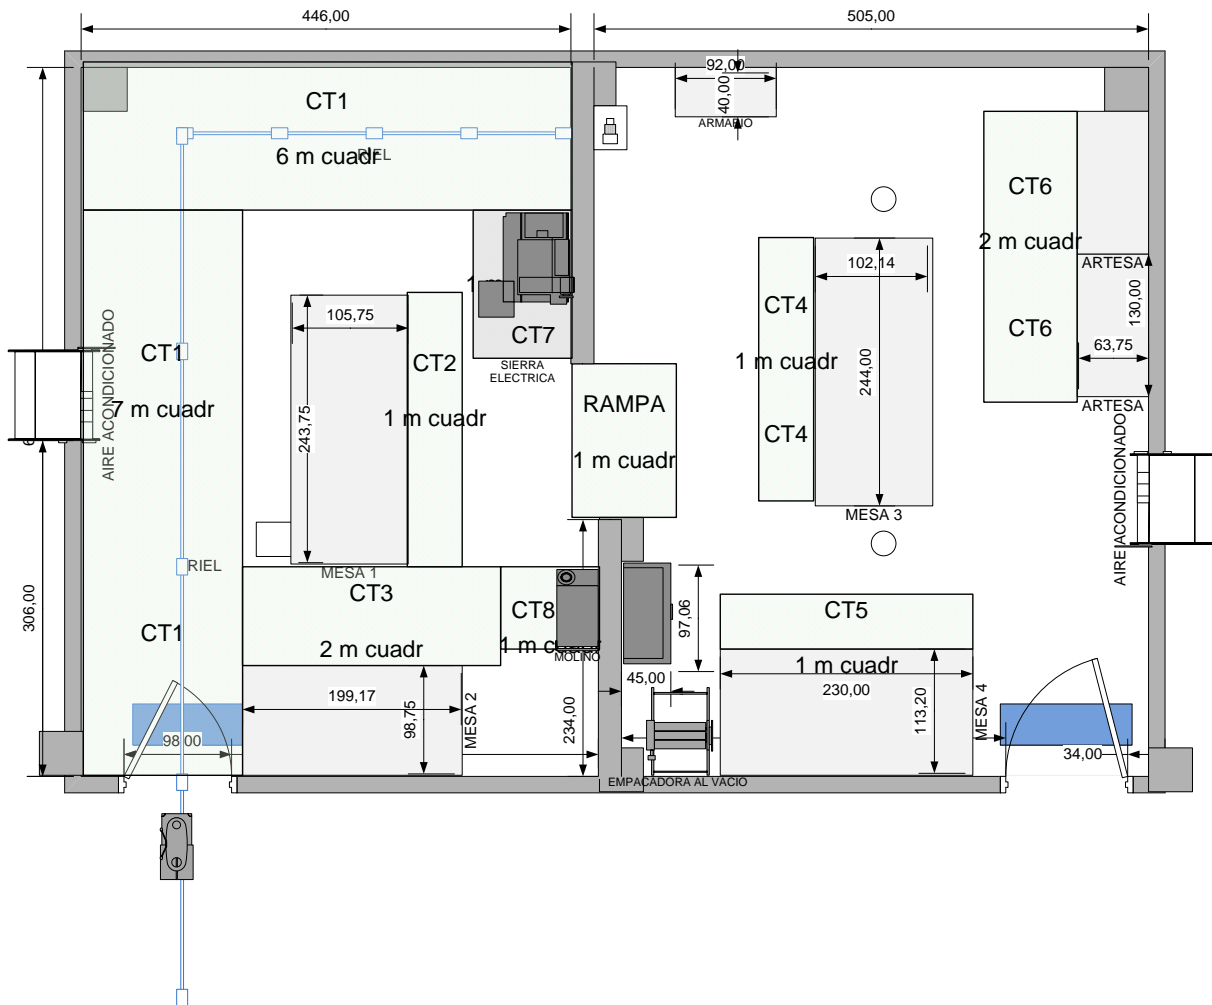 446,00
505,00
92,00
40,00
ARMARIO
CT1
6 m cuadr
RIEL
CT6
2 m cuadr
CT6
ARTESA
130,00
63,75
ARTESA
CT4
1 m cuadr
CT4
102,14
244,00
MESA 3
CT7
SIERRA
ELECTRICA
105,75
243,75
MESA 1
CT2
1 m cuadr
RAMPA
1 m cuadr
AIRE ACONDICIONADO
CT1
7 m cuadr
RIEL
CT1
306,00
AIRE ACONDICIONADO
CT3
2 m cuadr
CT8
1 m cuadr
MOLINO
97,06
45,00
CT5
1 m cuadr
230,00
113,20
MESA 4
199,17
98,75
MESA 2
234,00
98,00
34,00
EMPACADORA AL VACIO